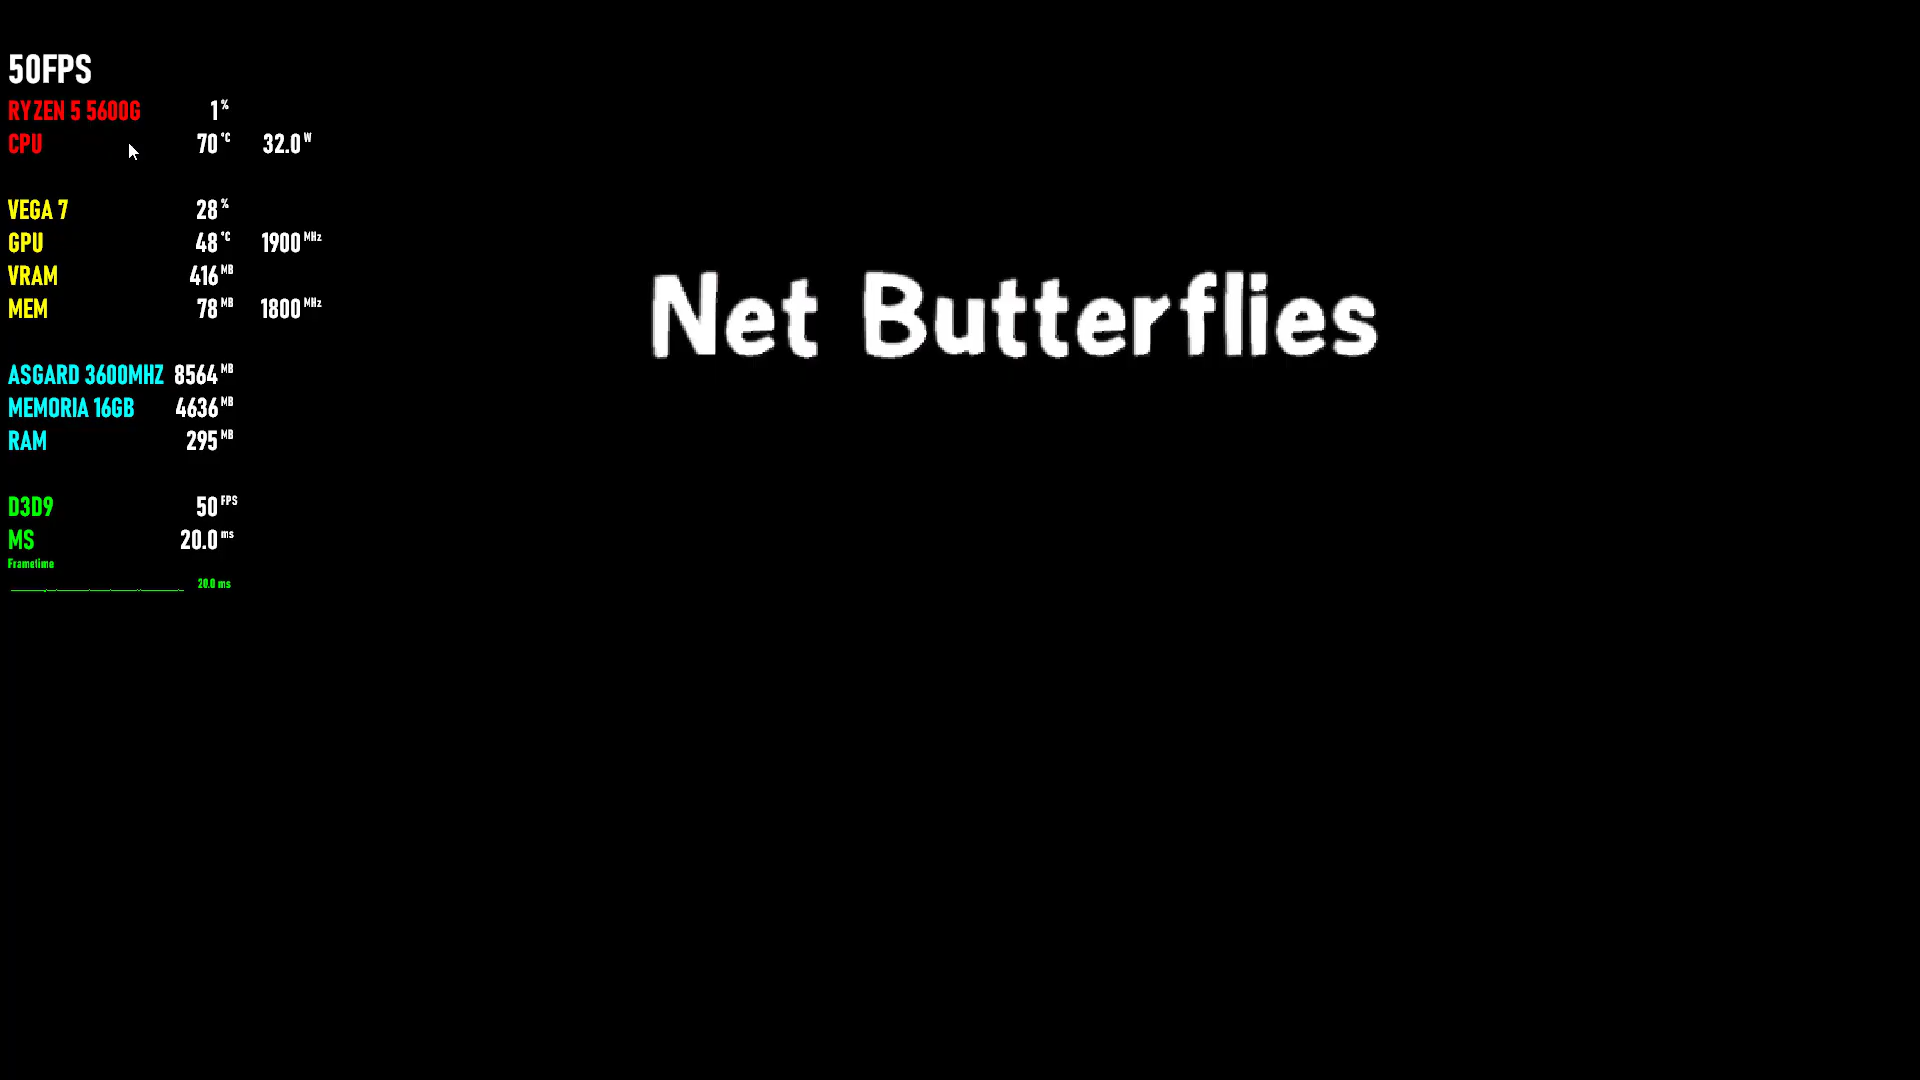 50FPS
RYZEN 5 5600G 1%
CPU 70°C 32.0W
VEGA 7 28%
GPU 48°C 1900MHz
VRAM 416MB
MEM 78MB 1800MHz
Net Butterflies
ASGARD 3600MHZ 8564MB
MEMORIA 16GB 4636MB
RAM 295MB
D3D9 50FPS
MS 20.0ms
Frametime
20.0 ms